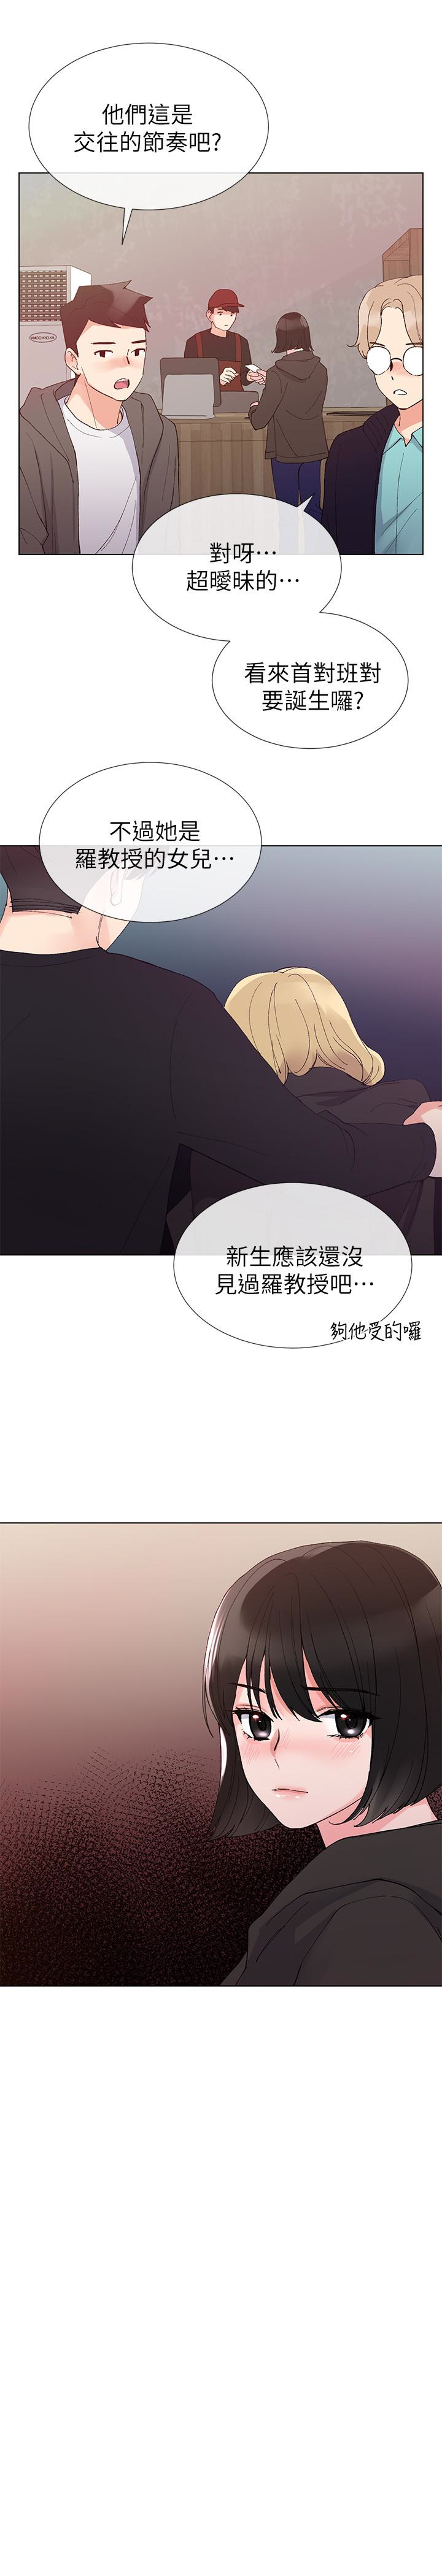 他們這是
交往的節奏吧?
對呀⋯
超曖昧的⋯
看來首對班對
要誕生囉?
不過她是
羅教授的女兒⋯
新生應該還沒
見過羅教授吧⋯
夠他受的囉